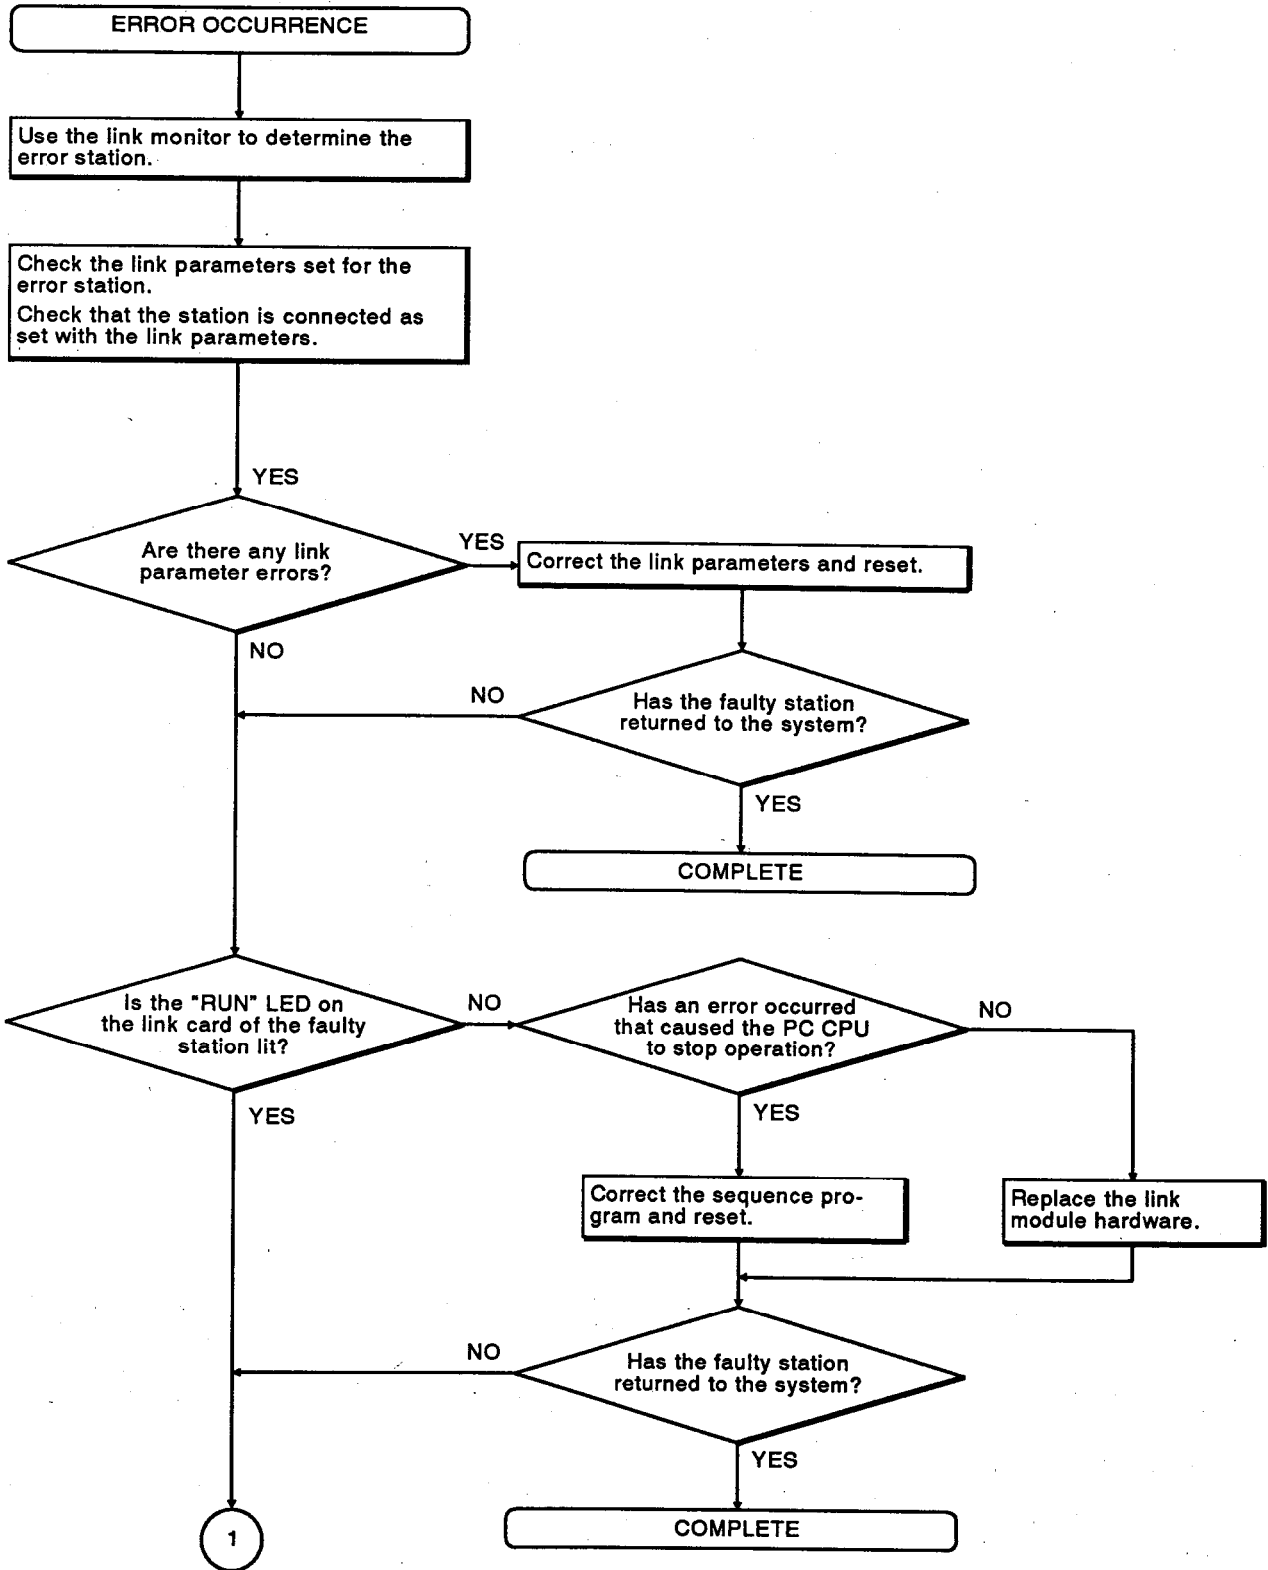 ERROR OCCURRENCE
Use the link monitor to determine the
error station.
Check the link parameters set for the
error station.
Check that the station is connected as
set with the link parameters.
YES
Are there any link
parameter errors?
YES
Correct the link parameters and reset.
NO
NO
Has the faulty station
returned to the system?
YES
COMPLETE
Is the "RUN" LED on
the link card of the faulty
station lit?
NO
Has an error occurred
that caused the PC CPU
to stop operation?
NO
YES
YES
Correct the sequence pro-
gram and reset.
Replace the link
module hardware.
NO
Has the faulty station
returned to the system?
YES
1
COMPLETE